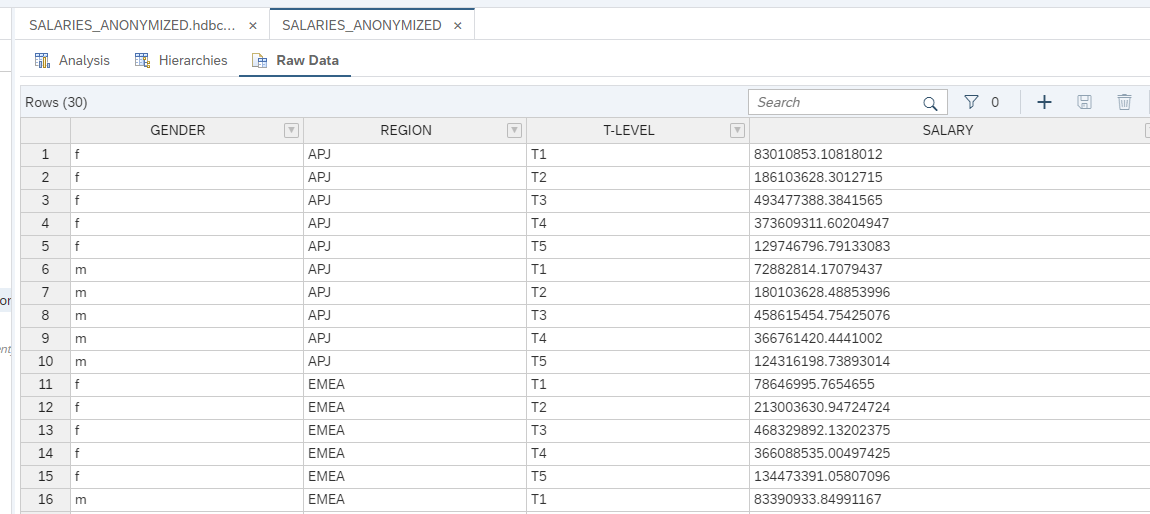 SALARIES_ANONYMIZED.hdbc... × SALARIES_ANONYMIZED ×
Analysis Hierarchies Raw Data
Rows (30) Search 0
GENDER REGION T-LEVEL SALARY
1 f APJ T1 83010853.10818012
2 f APJ T2 186103628.3012715
3 f APJ T3 493477388.3841565
4 f APJ T4 373609311.60204947
5 f APJ T5 129746796.79133083
6 m APJ T1 72882814.17079437
7 m APJ T2 180103628.48853996
8 m APJ T3 458615454.75425076
9 m APJ T4 366761420.4441002
10 m APJ T5 124316198.73893014
11 f EMEA T1 78646995.7654655
12 f EMEA T2 213003630.94724724
13 f EMEA T3 468329892.13202375
14 f EMEA T4 366088535.00497425
15 f EMEA T5 134473391.05807096
16 m EMEA T1 83390933.84991167